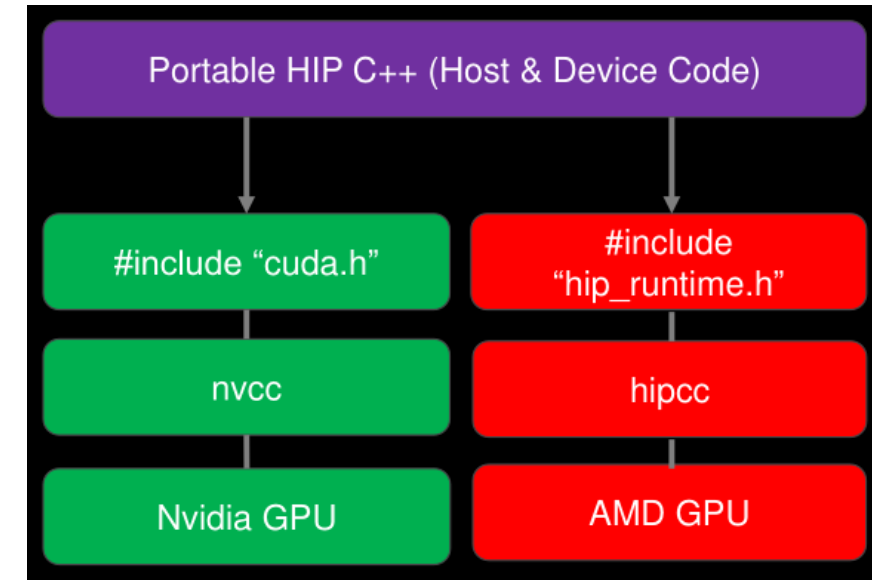 Portable HIP C++ (Host & Device Code)
#include “cuda.h”
#include
“hip_runtime.h”
nvcc
hipcc
Nvidia GPU
AMD GPU